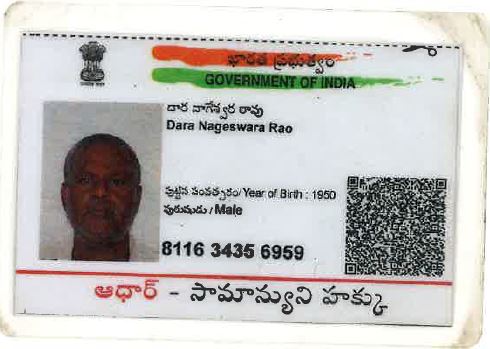 భారత ప్రభుత్వం
GOVERNMENT OF INDIA
దార నాగేశ్వర రావు
Dara Nageswara Rao
పుట్టిన సంవత్సరం/Year of Birth : 1950
పురుషుడు / Male
8116 3435 6959
ఆధార్ - సామాన్యుని హక్కు